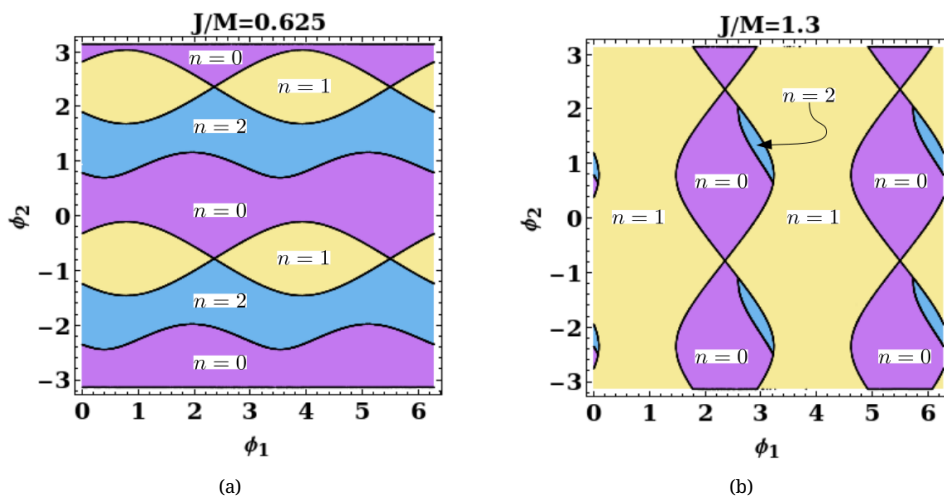 J/M=0.625
3
2
1
0
−1
−2
−3
ϕ2
n = 0
n = 1
n = 2
n = 0
n = 1
n = 2
n = 0
0 1 2 3 4 5 6
ϕ1
(a)
J/M=1.3
3
2
1
0
−1
−2
−3
ϕ2
n = 2
n = 0 n = 0
n = 1 n = 1
n = 0 n = 0
0 1 2 3 4 5 6
ϕ1
(b)